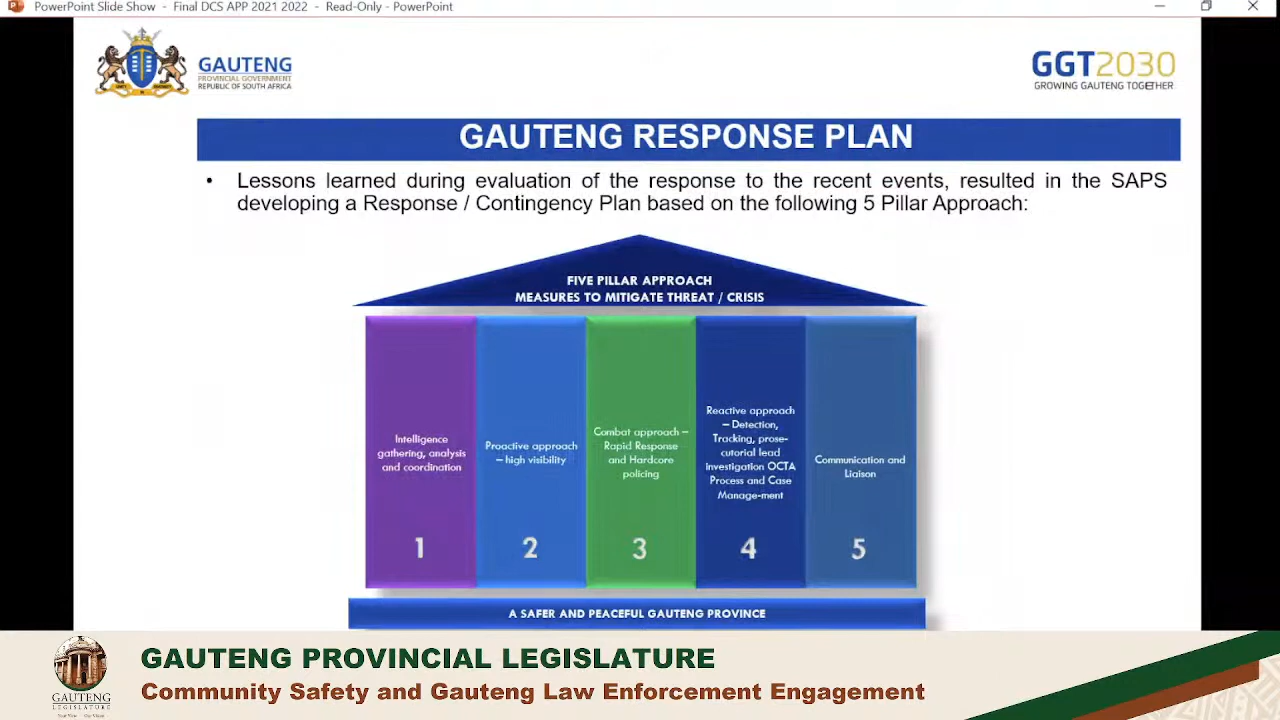 PowerPoint Slide Show - Final DCS APP 2021 2022 - Read-Only - PowerPoint
GAUTENG
PROVINCIAL GOVERNMENT
REPUBLIC OF SOUTH AFRICA
GGT2030
GROWING GAUTENG TOGETHER
GAUTENG RESPONSE PLAN
• Lessons learned during evaluation of the response to the recent events, resulted in the SAPS
developing a Response / Contingency Plan based on the following 5 Pillar Approach:
FIVE PILLAR APPROACH
MEASURES TO MITIGATE THREAT / CRISIS
Intelligence
gathering, analysis
and coordination
1
Proactive approach
– high visibility
2
Combat approach –
Rapid Response
and Hardcore
policing
3
Reactive approach
– Detection,
Tracking, prose-
cutorial lead
investigation OCTA
Process and Case
Manage-ment
4
Communication and
Liaison
5
A SAFER AND PEACEFUL GAUTENG PROVINCE
GAUTENG
LEGISLATURE
GAUTENG PROVINCIAL LEGISLATURE
Community Safety and Gauteng Law Enforcement Engagement